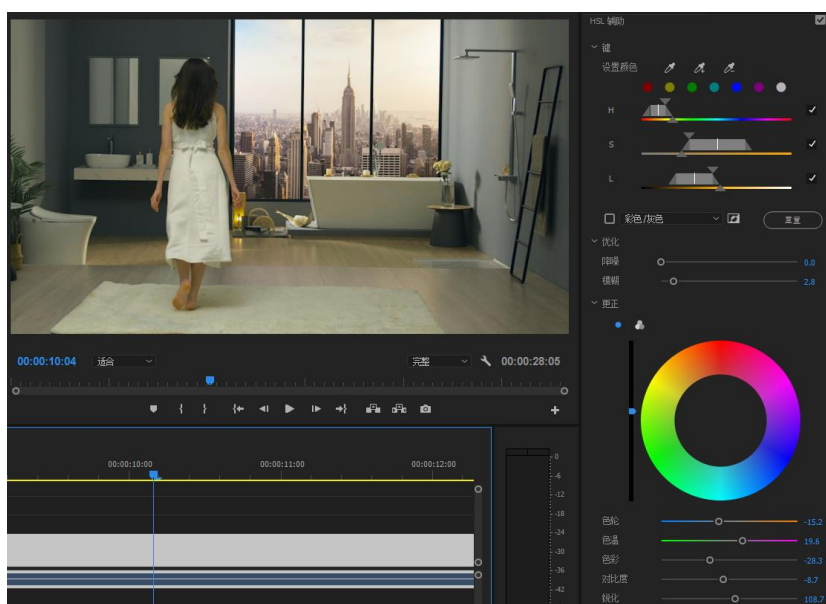 HSL 辅助
键
设置颜色
H
S
L
彩色/灰色
重置
优化
降噪 0.0
模糊 2.8
更正
00:00:10:04 适合 完整 00:00:28:05
00:00:10:00 00:00:11:00 00:00:12:00
0
-6
-12
-18
-24
-30
-36
-42
色轮 -15.2
色温 19.6
色彩 -28.3
对比度 -8.7
锐化 108.7